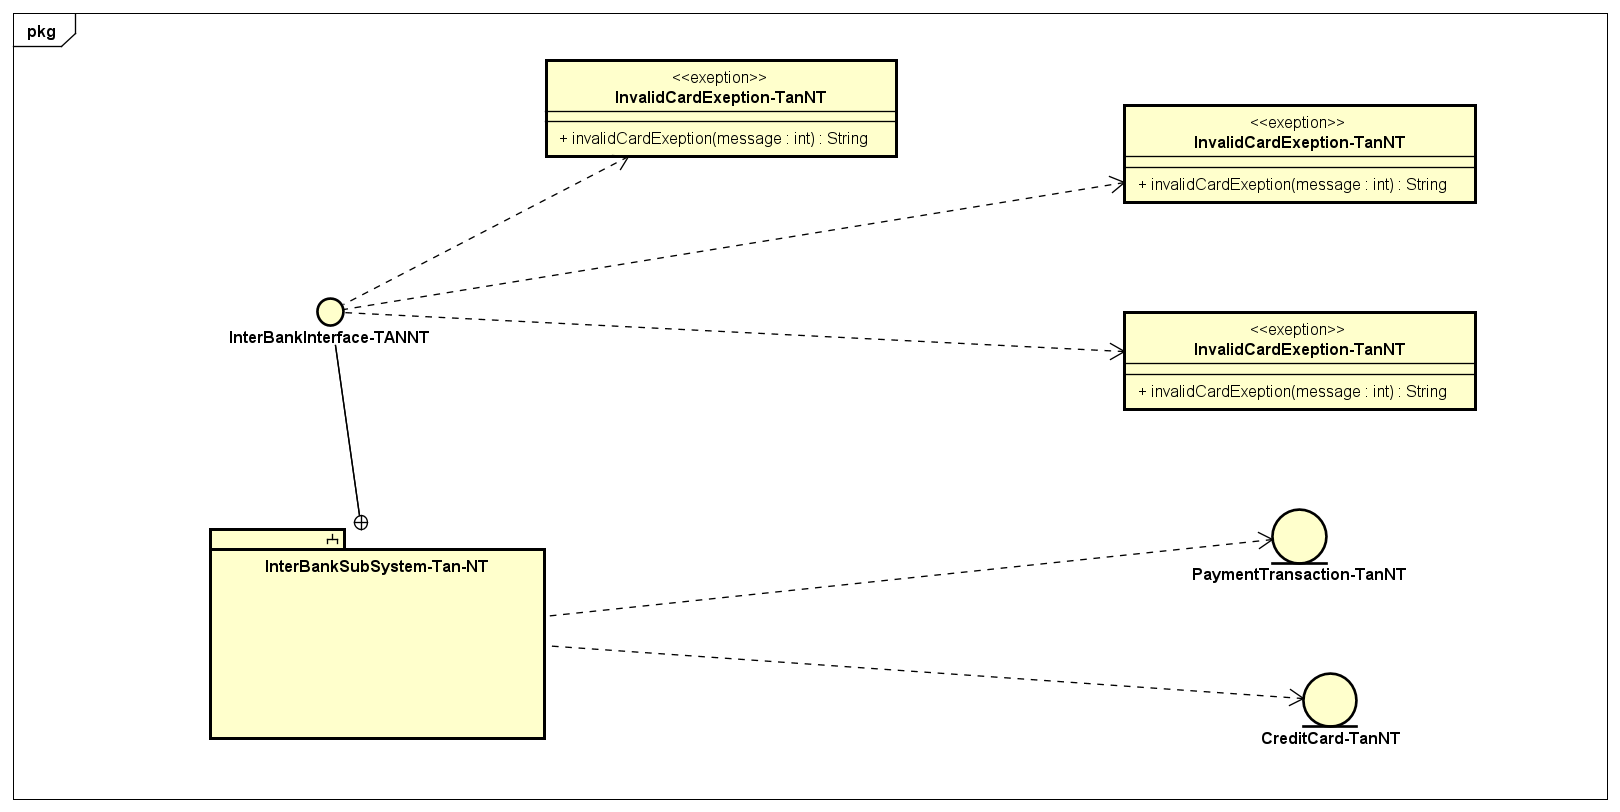 pkg
<<exeption>>
InvalidCardExeption-TanNT
+ invalidCardExeption(message : int) : String
<<exeption>>
InvalidCardExeption-TanNT
+ invalidCardExeption(message : int) : String
InterBankInterface-TANNT
<<exeption>>
InvalidCardExeption-TanNT
+ invalidCardExeption(message : int) : String
InterBankSubSystem-Tan-NT
PaymentTransaction-TanNT
CreditCard-TanNT